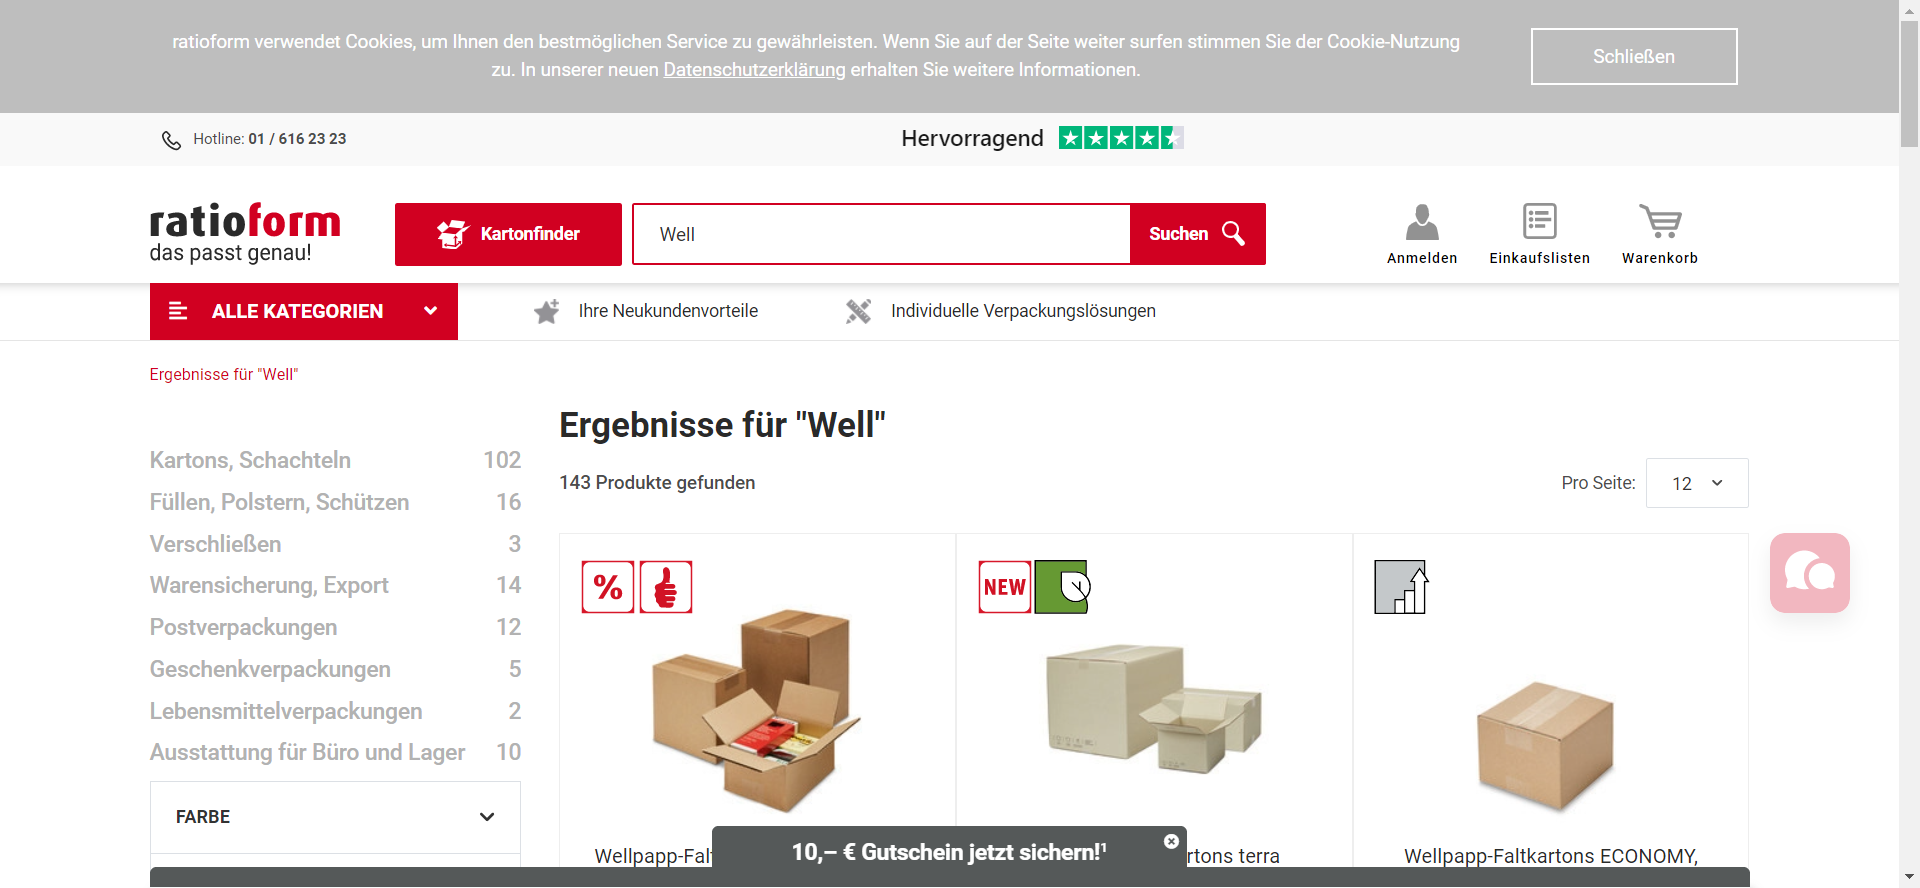 ratioform verwendet Cookies, um Ihnen den bestmöglichen Service zu gewährleisten. Wenn Sie auf der Seite weiter surfen stimmen Sie der Cookie-Nutzung
zu. In unserer neuen Datenschutzerklärung erhalten Sie weitere Informationen.
Schließen
Hotline: 01 / 616 23 23
Hervorragend
ratioform
das passt genau!
Kartonfinder
Well
Suchen
Anmelden
Einkaufslisten
Warenkorb
ALLE KATEGORIEN
Ihre Neukundenvorteile
Individuelle Verpackungslösungen
Ergebnisse für "Well"
Ergebnisse für "Well"
143 Produkte gefunden
Pro Seite: 12
Kartons, Schachteln 102
Füllen, Polstern, Schützen 16
Verschließen 3
Warensicherung, Export 14
Postverpackungen 12
Geschenkverpackungen 5
Lebensmittelverpackungen 2
Ausstattung für Büro und Lager 10
FARBE
%
NEW
Wellpapp-Falt
rtons terra
Wellpapp-Faltkartons ECONOMY,
10,– € Gutschein jetzt sichern!¹